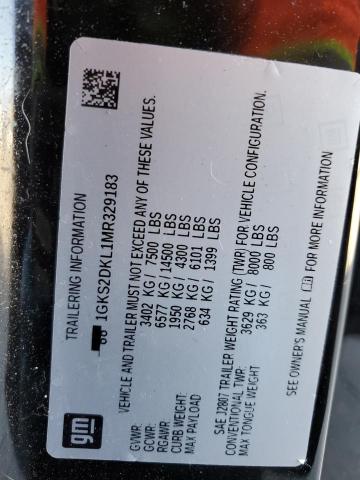 TRAILERING INFORMATION
1GKS2DKL1MR329183
gm
VEHICLE AND TRAILER MUST NOT EXCEED ANY OF THESE VALUES.
GVWR: 3402 KG / 7500 LBS
GCWR: 6577 KG / 14500 LBS
RGAWR: 1950 KG / 4300 LBS
CURB WEIGHT: 2768 KG / 6101 LBS
MAX PAYLOAD 634 KG / 1399 LBS
SAE J2807 TRAILER WEIGHT RATING (TWR) FOR VEHICLE CONFIGURATION.
CONVENTIONAL TWR: 3629 KG / 8000 LBS
MAX TONGUE WEIGHT 363 KG / 800 LBS
SEE OWNER'S MANUAL FOR MORE INFORMATION